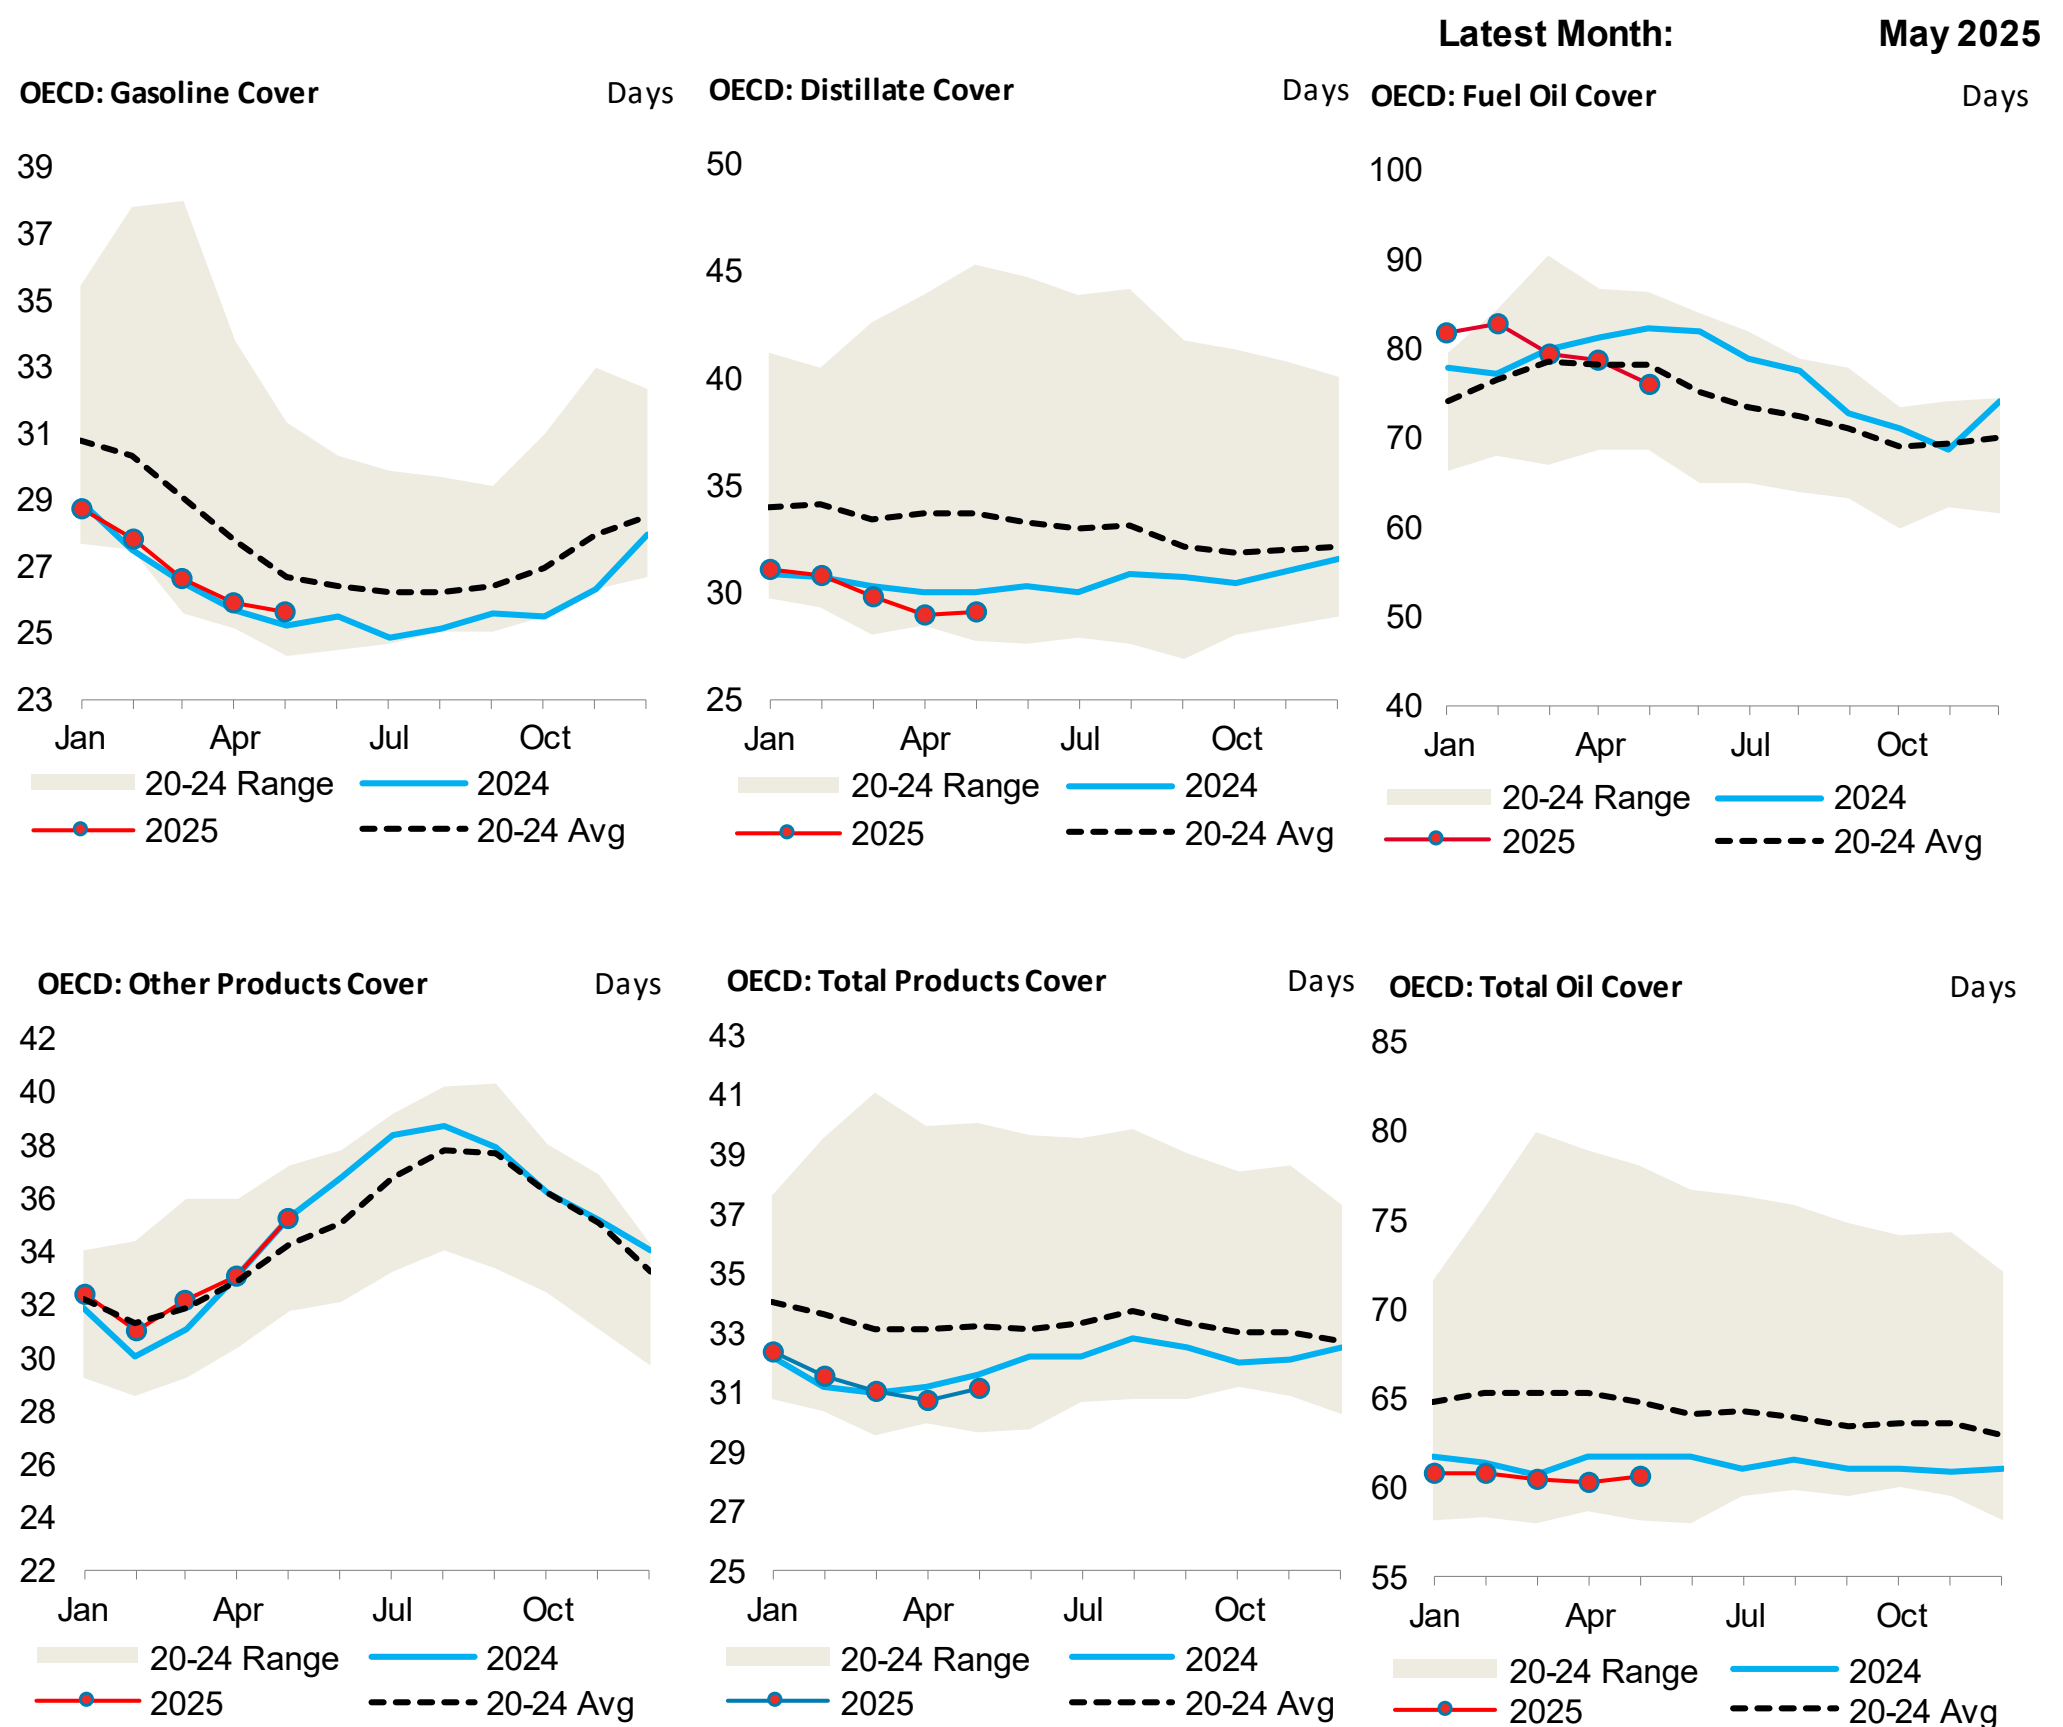 Latest Month: May 2025
OECD: Gasoline Cover Days
39
37
35
33
31
29
27
25
23
Jan Apr Jul Oct
20-24 Range 2024
2025 20-24 Avg
OECD: Distillate Cover Days
50
45
40
35
30
25
Jan Apr Jul Oct
20-24 Range 2024
2025 20-24 Avg
OECD: Fuel Oil Cover Days
100
90
80
70
60
50
40
Jan Apr Jul Oct
20-24 Range 2024
2025 20-24 Avg
OECD: Other Products Cover Days
42
40
38
36
34
32
30
28
26
24
22
Jan Apr Jul Oct
20-24 Range 2024
2025 20-24 Avg
OECD: Total Products Cover Days
43
41
39
37
35
33
31
29
27
25
Jan Apr Jul Oct
20-24 Range 2024
2025 20-24 Avg
OECD: Total Oil Cover Days
85
80
75
70
65
60
55
Jan Apr Jul Oct
20-24 Range 2024
2025 20-24 Avg